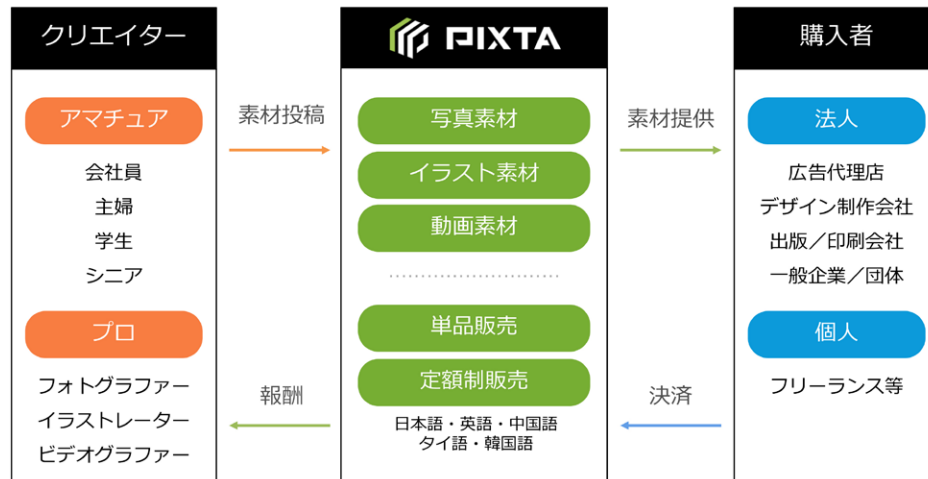 クリエイター
アマチュア
会社員
主婦
学生
シニア
プロ
フォトグラファー
イラストレーター
ビデオグラファー
素材投稿
報酬
PIXTA
写真素材
イラスト素材
動画素材
単品販売
定額制販売
日本語・英語・中国語
タイ語・韓国語
素材提供
決済
購入者
法人
広告代理店
デザイン制作会社
出版／印刷会社
一般企業／団体
個人
フリーランス等